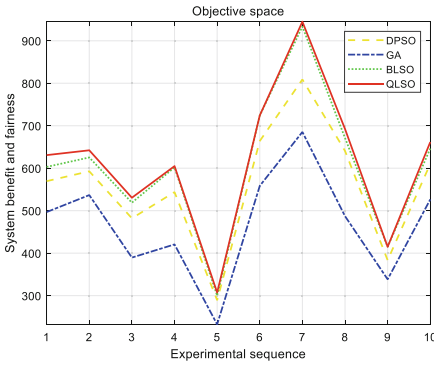 Objective space
System benefit and fairness
900
800
700
600
500
400
300
DPSO
GA
BLSO
QLSO
1 2 3 4 5 6 7 8 9 10
Experimental sequence